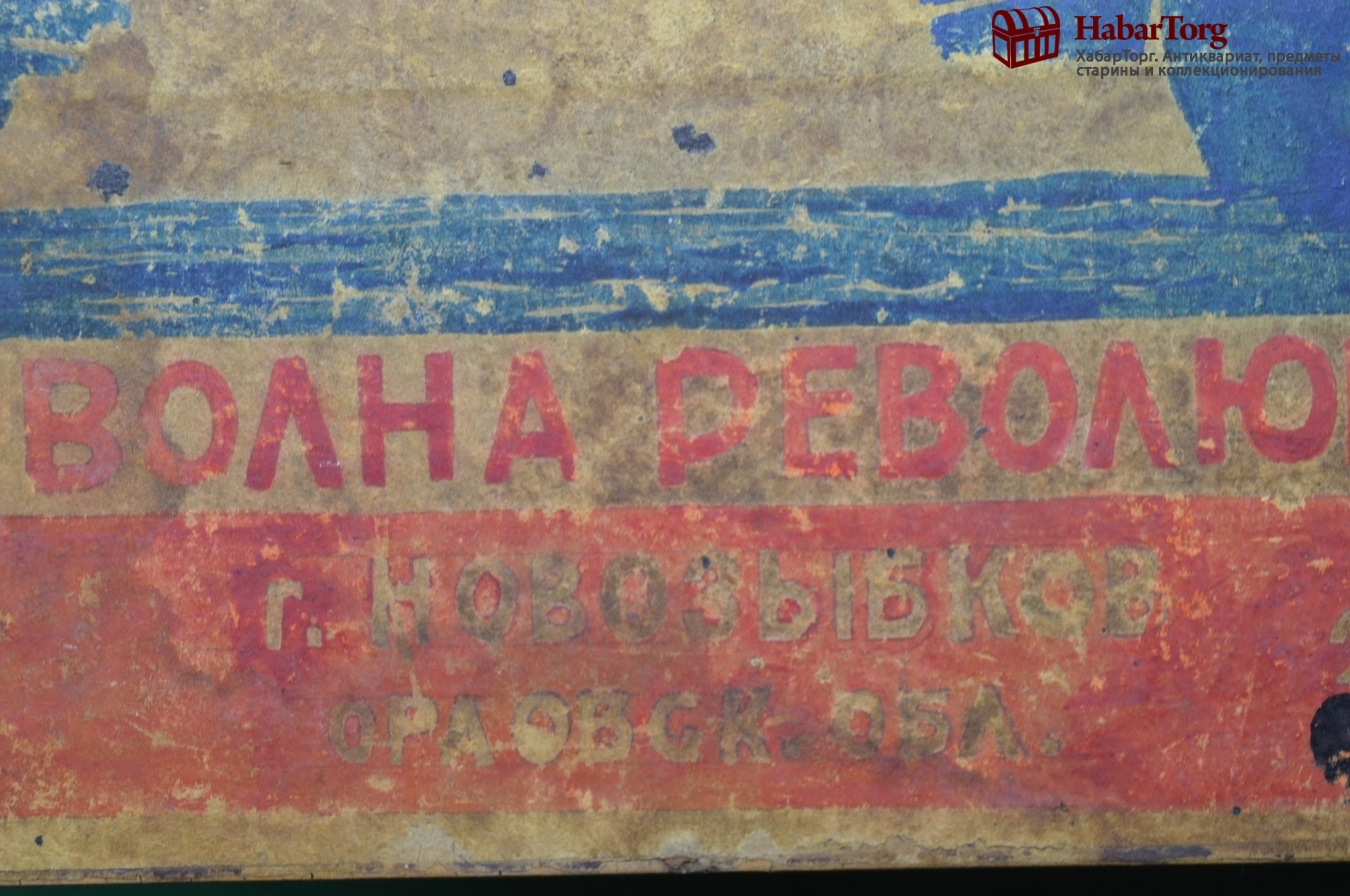 HabarTorg
ХабарТорг. Антиквариат, предметы
старины и коллекционирования
ВОЛНА РЕВОЛЮ
г. НОВОЗЫБКОВ
ОРЛОВСК. ОБЛ.